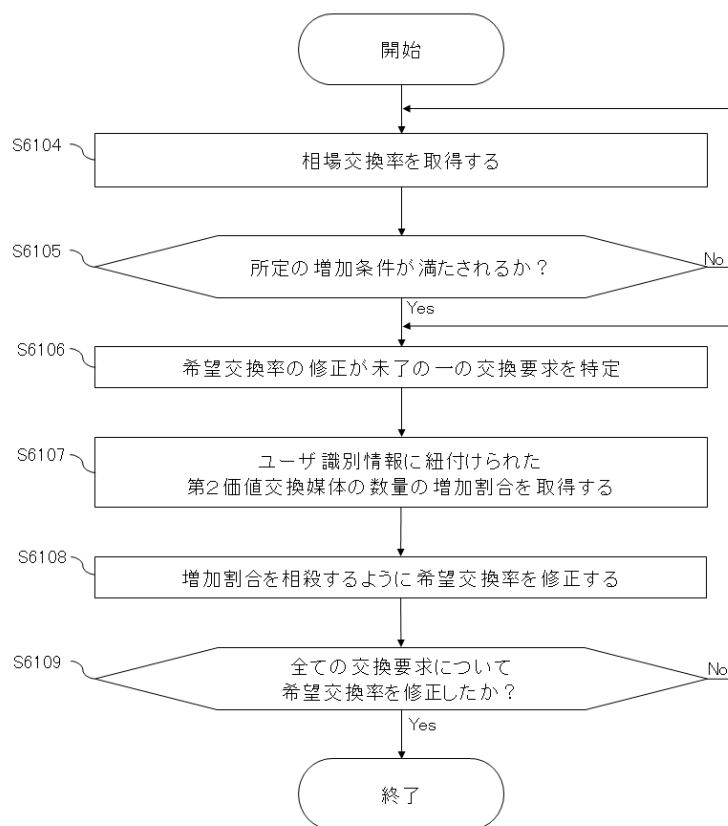 開始
S6104
相場交換率を取得する
S6105
所定の増加条件が満たされるか？
No
Yes
S6106
希望交換率の修正が未了の一の交換要求を特定
S6107
ユーザ識別情報に紐付けられた
第2価値交換媒体の数量の増加割合を取得する
S6108
増加割合を相殺するように希望交換率を修正する
S6109
全ての交換要求について
希望交換率を修正したか？
No
Yes
終了